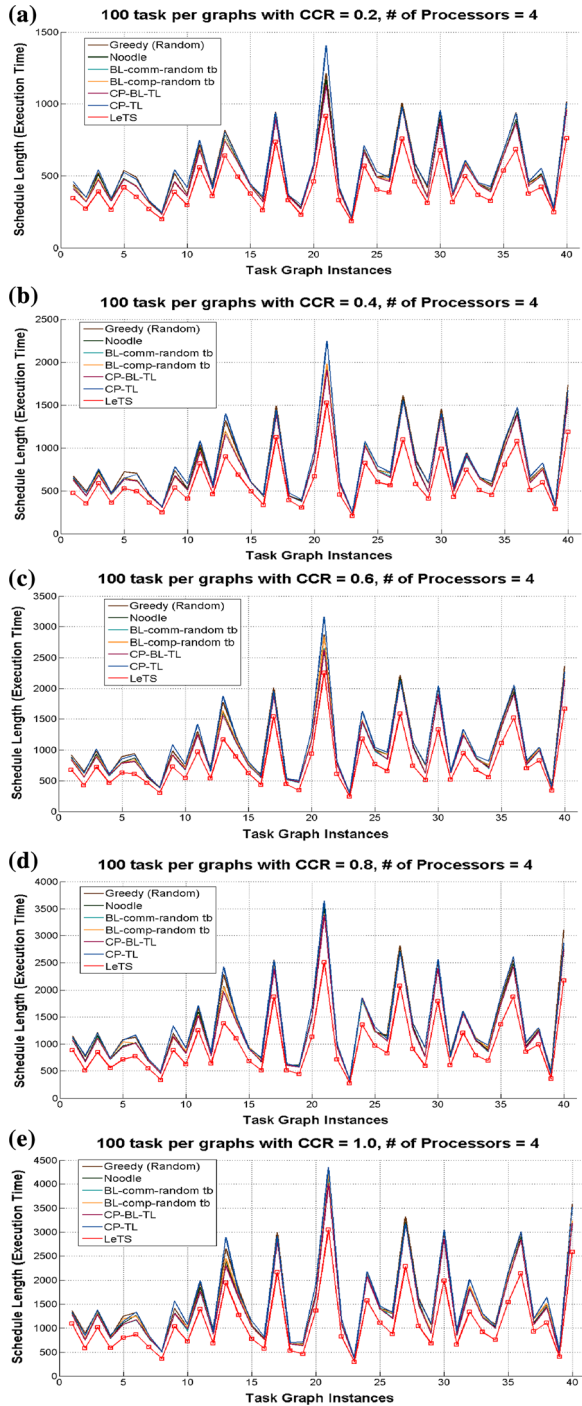 (a)
100 task per graphs with CCR = 0.2, # of Processors = 4
Schedule Length (Execution Time)
1500
1000
500
0
Greedy (Random)
Noodle
BL-comm-random tb
BL-comp-random tb
CP-BL-TL
CP-TL
LeTS
0 5 10 15 20 25 30 35 40
Task Graph Instances
(b)
100 task per graphs with CCR = 0.4, # of Processors = 4
Schedule Length (Execution Time)
2500
2000
1500
1000
500
0
Greedy (Random)
Noodle
BL-comm-random tb
BL-comp-random tb
CP-BL-TL
CP-TL
LeTS
0 5 10 15 20 25 30 35 40
Task Graph Instances
(c)
100 task per graphs with CCR = 0.6, # of Processors = 4
Schedule Length (Execution Time)
3500
3000
2500
2000
1500
1000
500
0
Greedy (Random)
Noodle
BL-comm-random tb
BL-comp-random tb
CP-BL-TL
CP-TL
LeTS
0 5 10 15 20 25 30 35 40
Task Graph Instances
(d)
100 task per graphs with CCR = 0.8, # of Processors = 4
Schedule Length (Execution Time)
4000
3500
3000
2500
2000
1500
1000
500
0
Greedy (Random)
Noodle
BL-comm-random tb
BL-comp-random tb
CP-BL-TL
CP-TL
LeTS
0 5 10 15 20 25 30 35 40
Task Graph Instances
(e)
100 task per graphs with CCR = 1.0, # of Processors = 4
Schedule Length (Execution Time)
4500
4000
3500
3000
2500
2000
1500
1000
500
0
Greedy (Random)
Noodle
BL-comm-random tb
BL-comp-random tb
CP-BL-TL
CP-TL
LeTS
0 5 10 15 20 25 30 35 40
Task Graph Instances